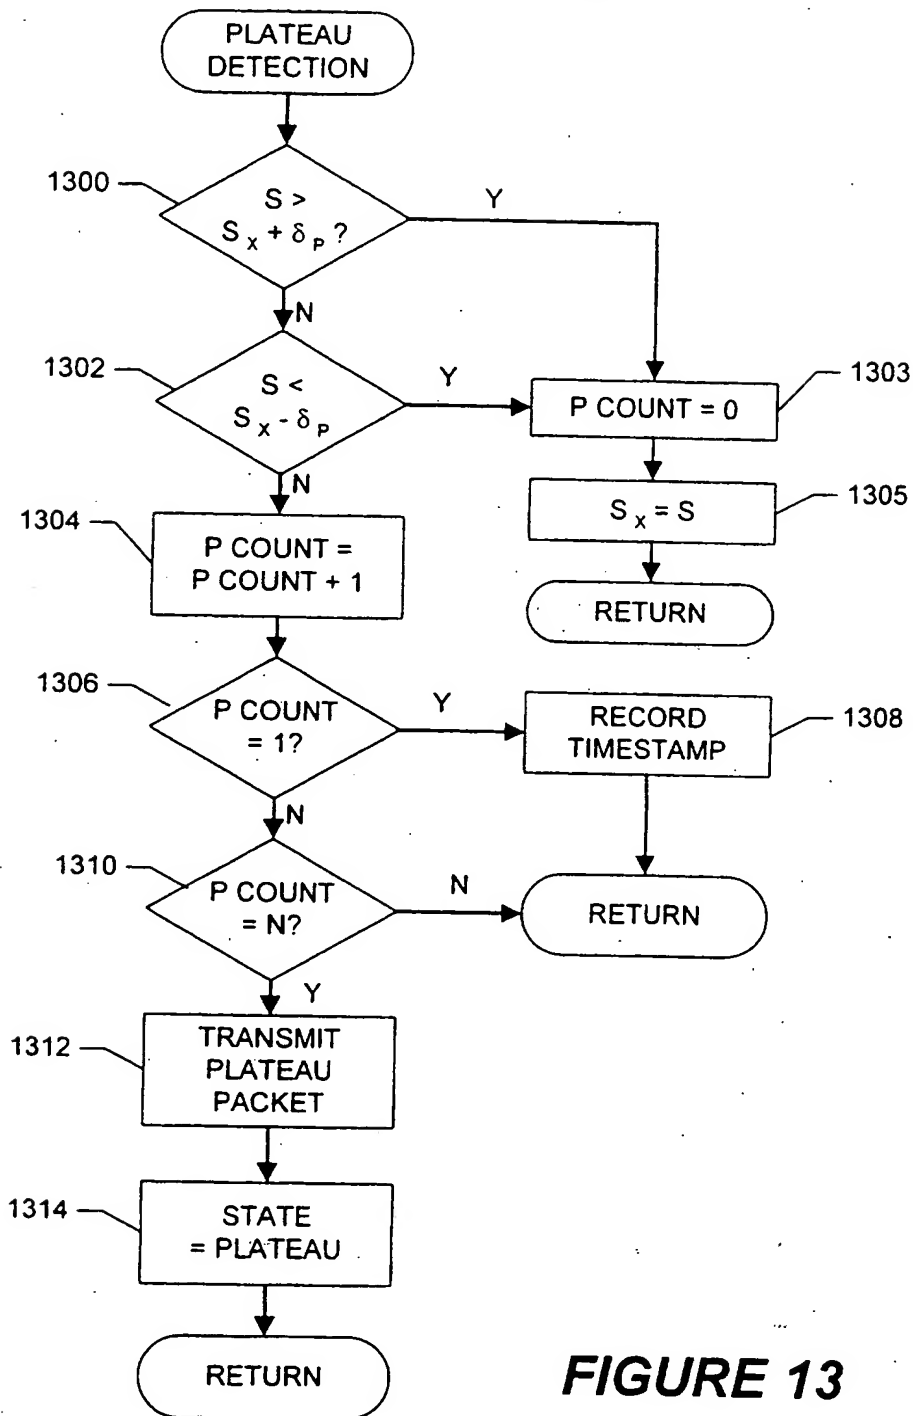 PLATEAU
DETECTION
1300
S >
S X + δ P ?
Y
N
1302
S <
S X - δ P
Y
P COUNT = 0
1303
N
S X = S
1305
1304
P COUNT =
P COUNT + 1
RETURN
1306
P COUNT
= 1?
Y
RECORD
TIMESTAMP
1308
N
1310
P COUNT
= N?
N
RETURN
Y
1312
TRANSMIT
PLATEAU
PACKET
1314
STATE
= PLATEAU
RETURN
FIGURE 13